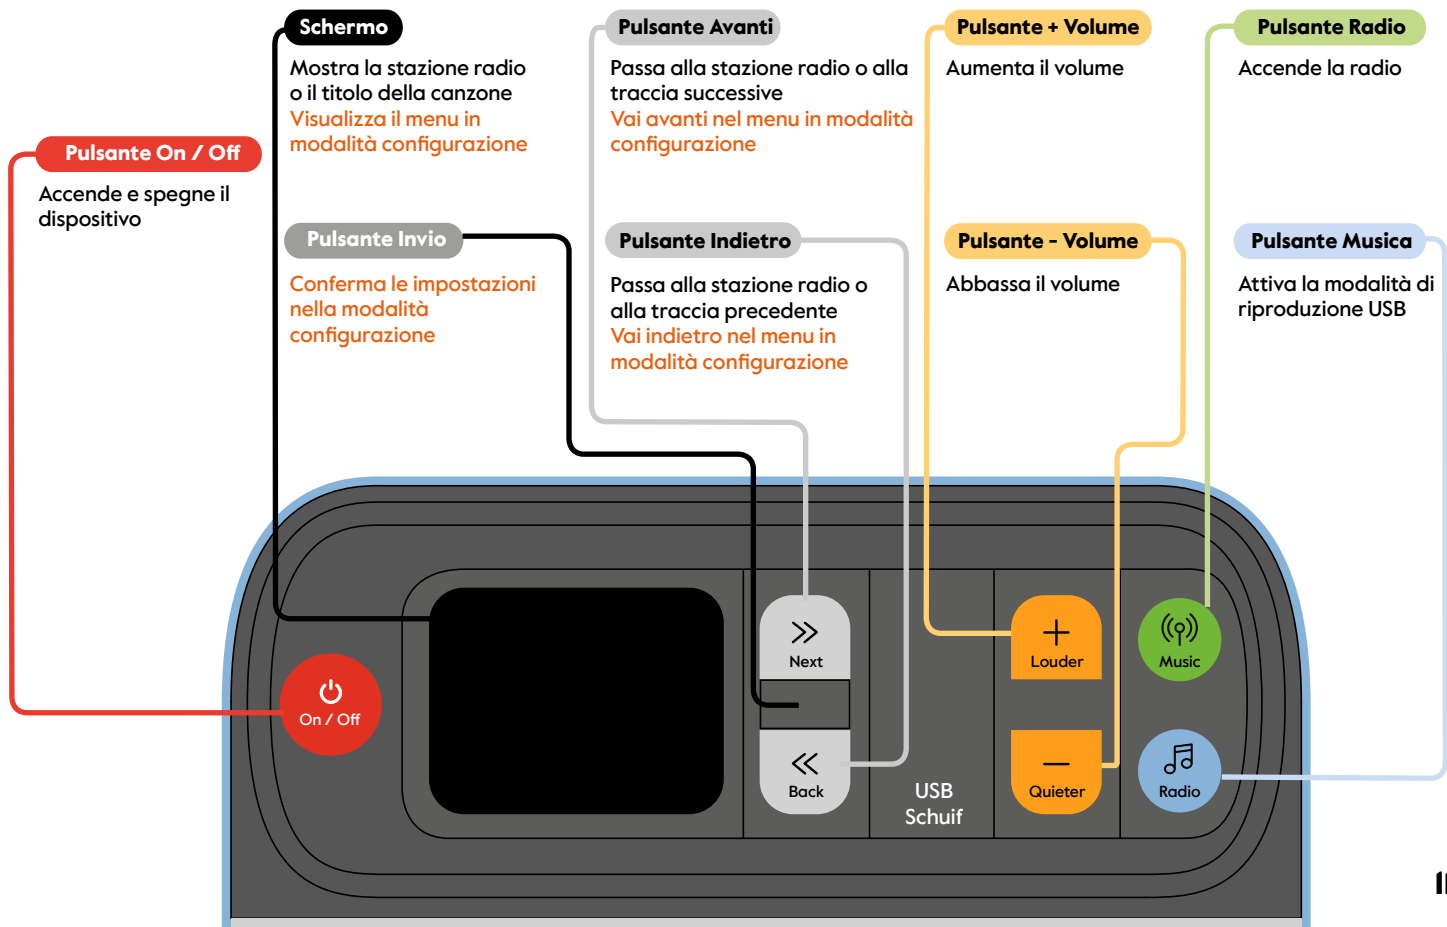 Schermo
Mostra la stazione radio
o il titolo della canzone
Visualizza il menu in
modalità configurazione
Pulsante Avanti
Passa alla stazione radio o alla
traccia successive
Vai avanti nel menu in modalità
configurazione
Pulsante + Volume
Aumenta il volume
Pulsante Radio
Accende la radio
Pulsante On / Off
Accende e spegne il
dispositivo
Pulsante Invio
Conferma le impostazioni
nella modalità
configurazione
Pulsante Indietro
Passa alla stazione radio o
alla traccia precedente
Vai indietro nel menu in
modalità configurazione
Pulsante - Volume
Abbassa il volume
Pulsante Musica
Attiva la modalità di
riproduzione USB
On / Off
Next
Back
USB
Schuif
Louder
Quieter
Music
Radio